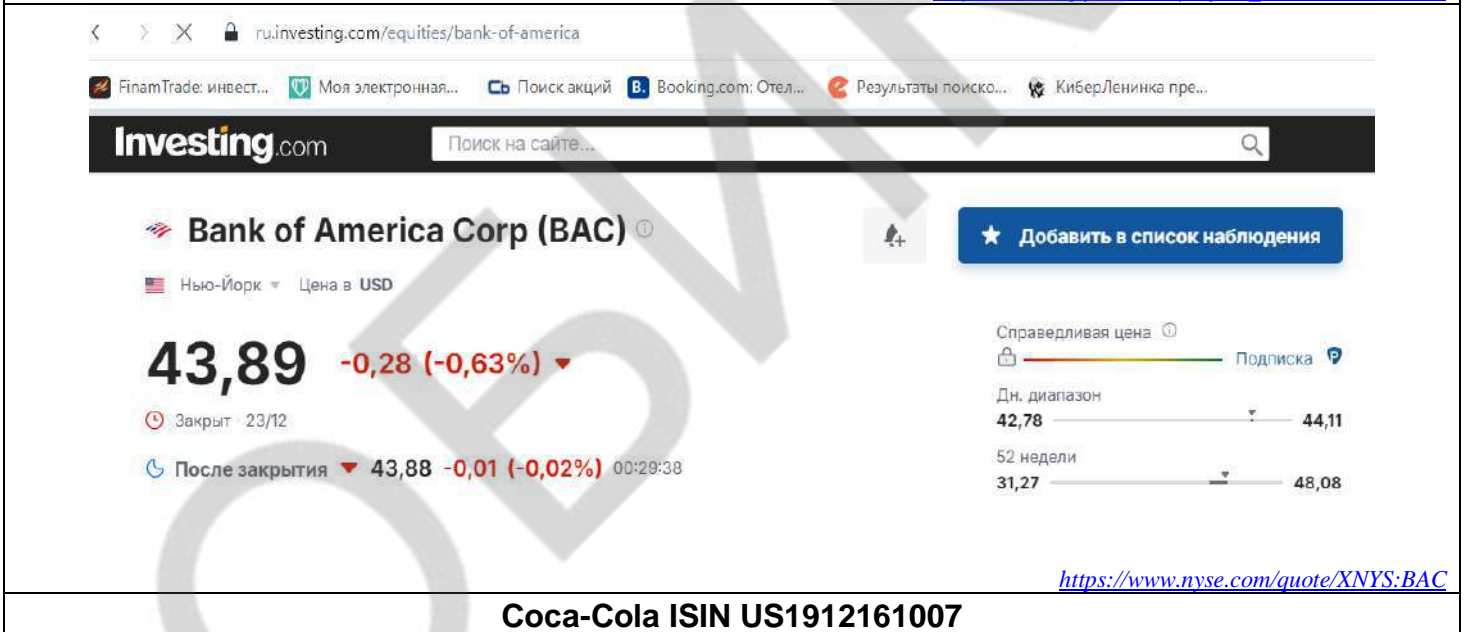 ru.investing.com/equities/bank-of-america
FinamTrade: инвест... Моя электронная... Cb Поиск акций B. Booking.com: Отел... Результаты поиско... КиберЛенинка пре...
Investing.com Поиск на сайте...
Bank of America Corp (BAC)
Добавить в список наблюдения
Нью-Йорк Цена в USD
43,89 -0,28 (-0,63%)
Справедливая цена
Подписка
Дн. диапазон
42,78 44,11
Закрыт · 23/12
После закрытия 43,88 -0,01 (-0,02%) 00:29:38
52 недели
31,27 48,08
https://www.nyse.com/quote/XNYS:BAC
Coca-Cola ISIN US1912161007